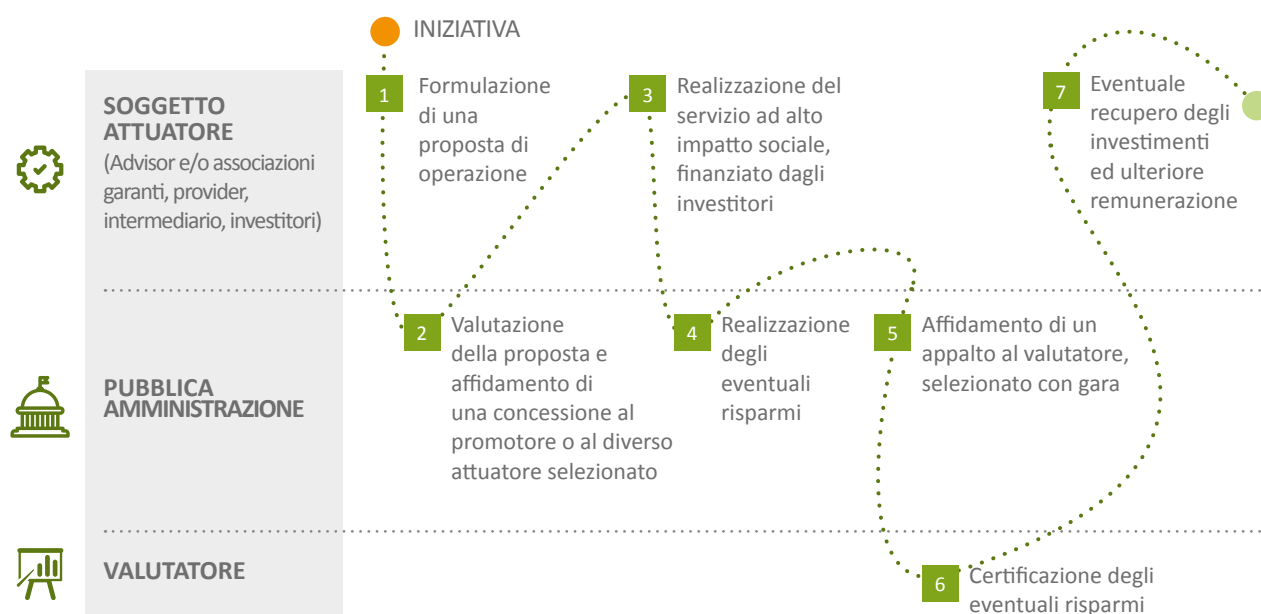 INIZIATIVA
SOGGETTO
ATTUATORE
(Advisor e/o associazioni
garanti, provider,
intermediario, investitori)
1
Formulazione
di una
proposta di
operazione
3
Realizzazione del
servizio ad alto
impatto sociale,
finanziato dagli
investitori
7
Eventuale
recupero degli
investimenti
ed ulteriore
remunerazione
PUBBLICA
AMMINISTRAZIONE
2
Valutazione
della proposta e
affidamento di
una concessione al
promotore o al diverso
attuatore selezionato
4
Realizzazione
degli
eventuali
risparmi
5
Affidamento di un
appalto al valutatore,
selezionato con gara
VALUTATORE
6
Certificazione degli
eventuali risparmi